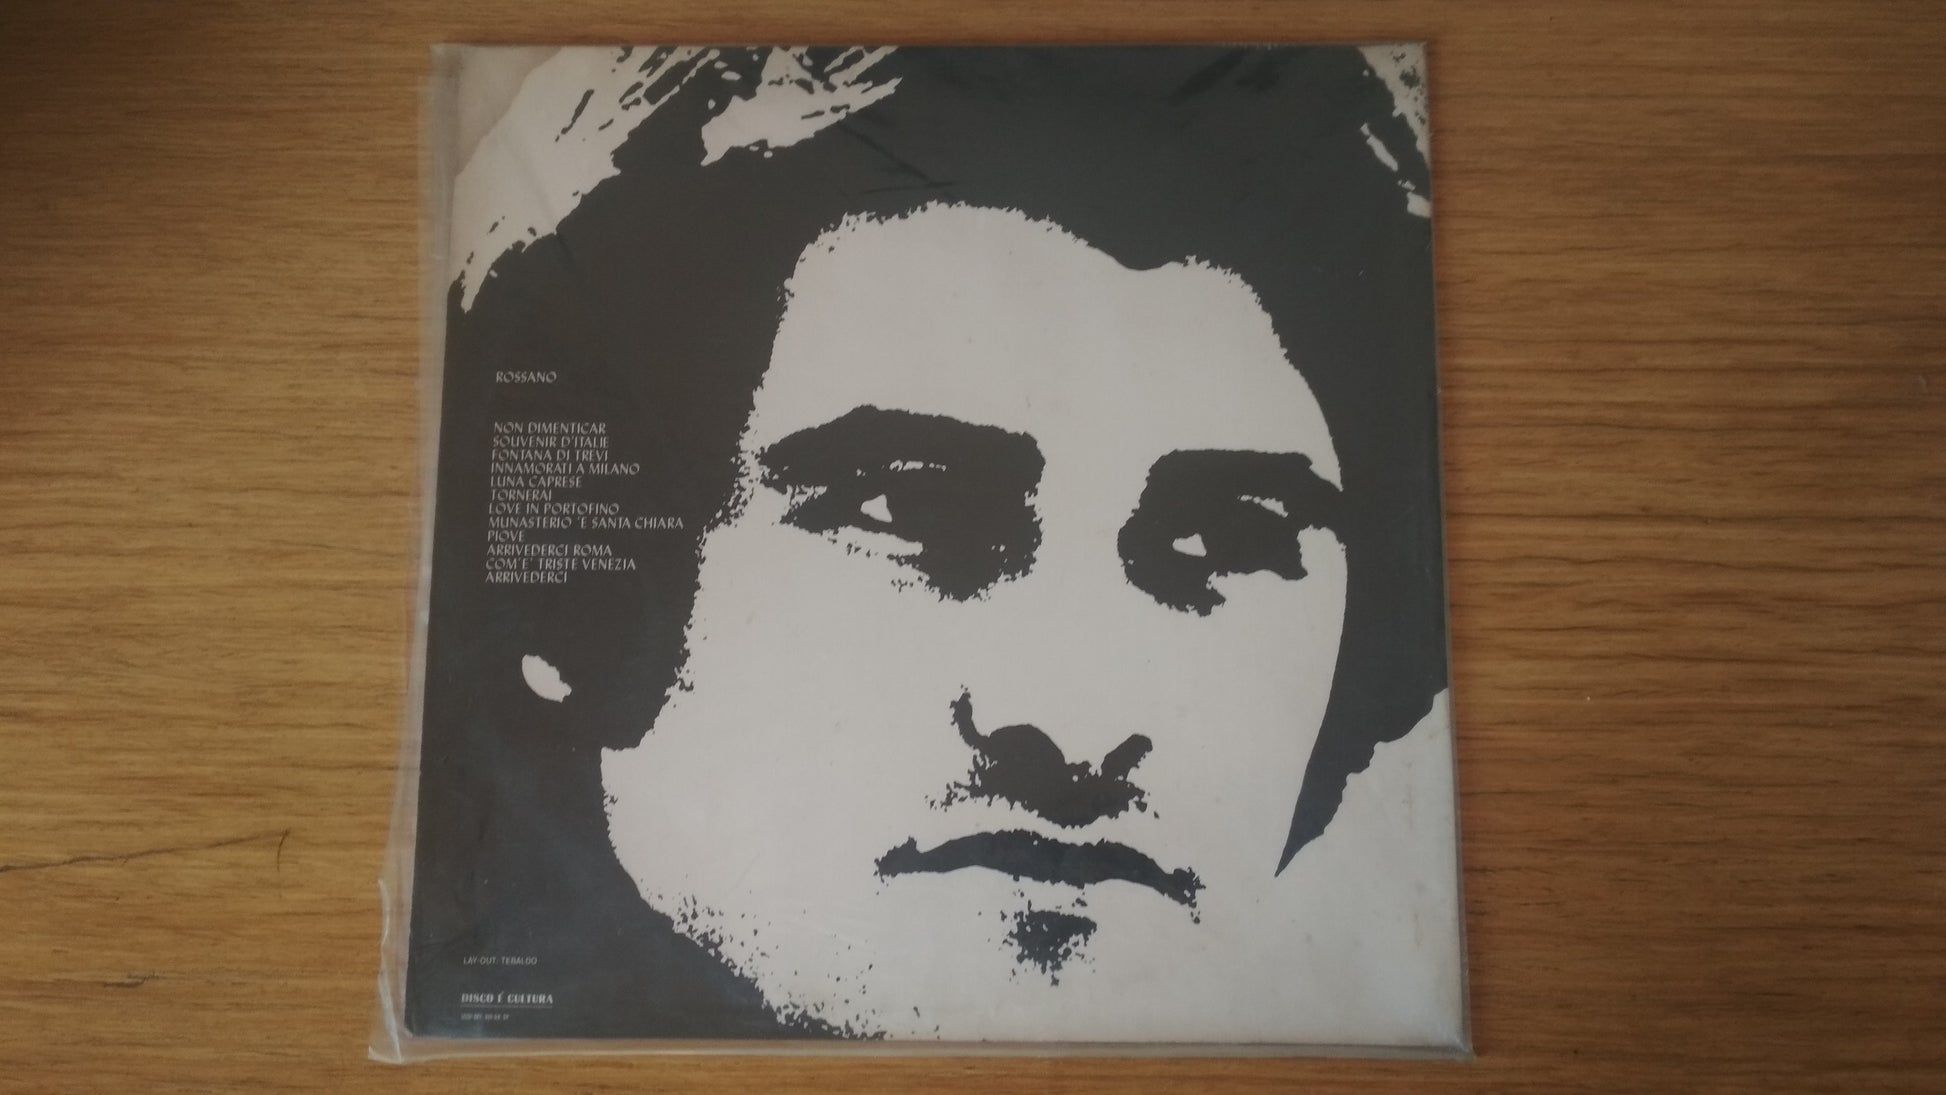 ROSSANO
NON DIMENTICAR
SOUVENIR D'ITALIE
FONTANA DI TREVI
INNAMORATI A MILANO
LUNA CAPRESE
TORNERAI
LOVE IN PORTOFINO
MUNASTERIO 'E SANTA CHIARA
PIOVE
ARRIVEDERCI ROMA
COM'E' TRISTE VENEZIA
ARRIVEDERCI
LAY-OUT: TEBALDO
DISCO É CULTURA